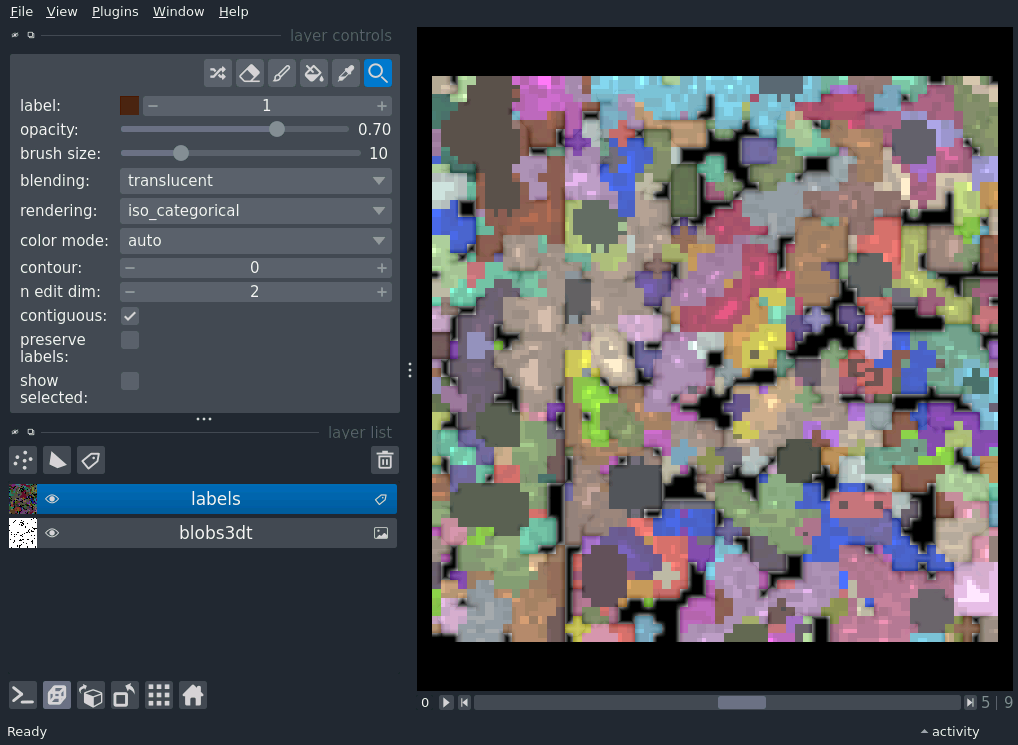 File View Plugins Window Help
layer controls
label: 1
opacity: 0.70
brush size: 10
blending: translucent
rendering: iso_categorical
color mode: auto
contour: 0
n edit dim: 2
contiguous:
preserve
labels:
show
selected:
layer list
labels
blobs3dt
0 5 | 9
Ready activity